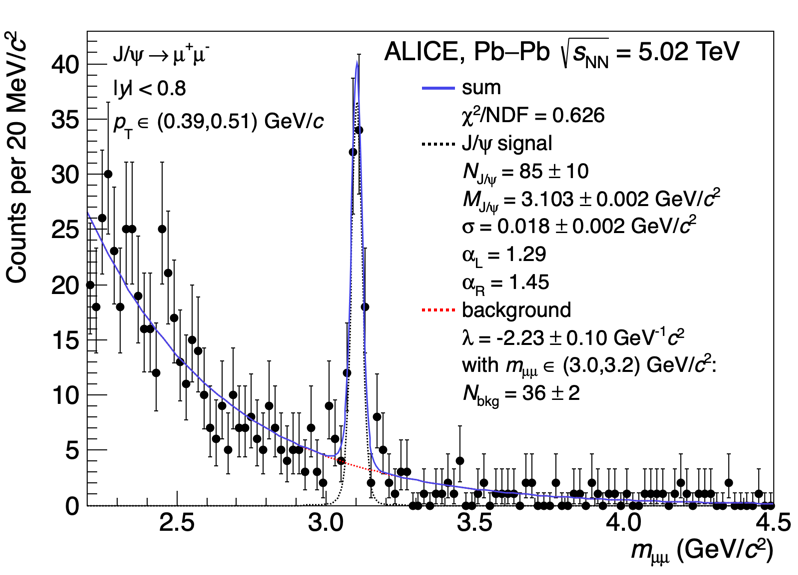 Counts per 20 MeV/c²
40
35
30
25
20
15
10
5
0
J/ψ → μ⁺μ⁻
|y| < 0.8
p_T ∈ (0.39,0.51) GeV/c
ALICE, Pb–Pb √s_NN = 5.02 TeV
sum
χ²/NDF = 0.626
J/ψ signal
N_J/ψ = 85 ± 10
M_J/ψ = 3.103 ± 0.002 GeV/c²
σ = 0.018 ± 0.002 GeV/c²
α_L = 1.29
α_R = 1.45
background
λ = -2.23 ± 0.10 GeV⁻¹c²
with m_μμ ∈ (3.0,3.2) GeV/c²:
N_bkg = 36 ± 2
2.5 3.0 3.5 4.0 4.5
m_μμ (GeV/c²)